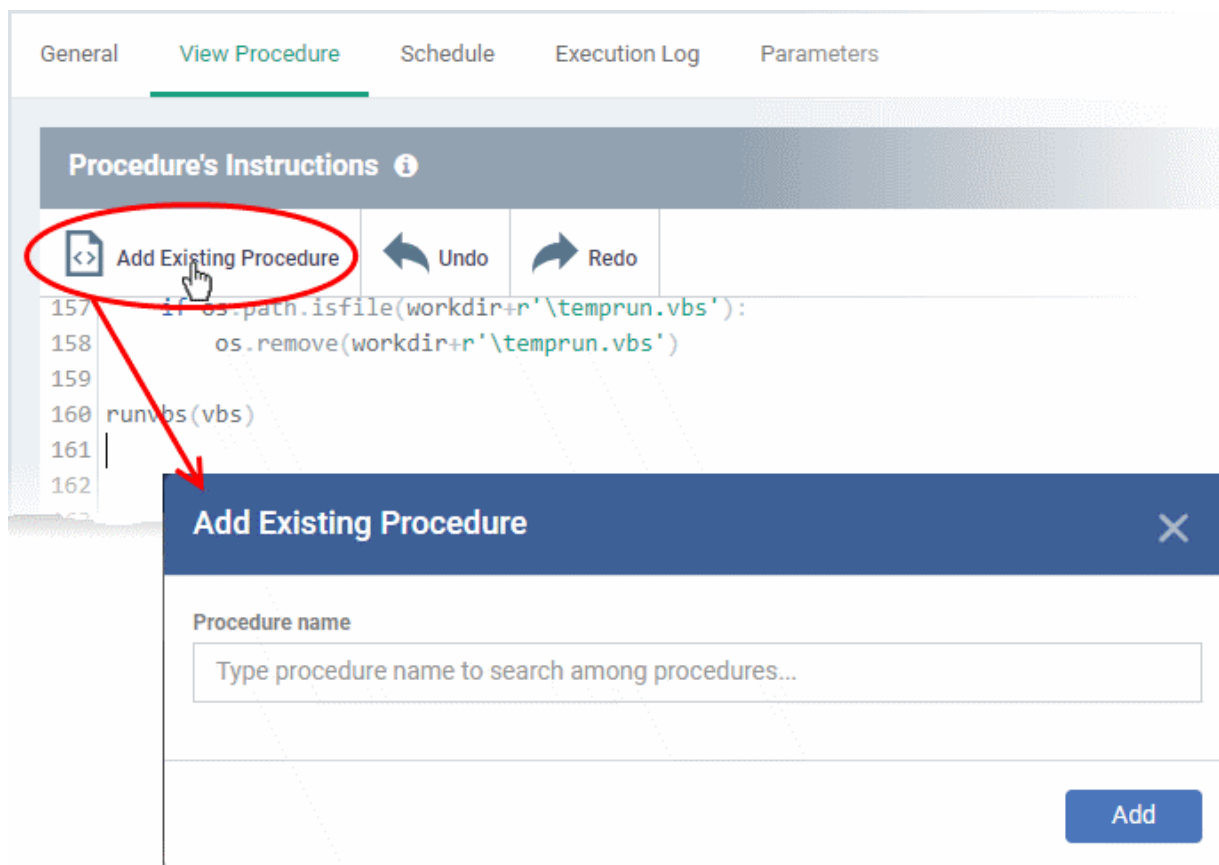 General View Procedure Schedule Execution Log Parameters
Procedure's Instructions
Add Existing Procedure Undo Redo
157 if os.path.isfile(workdir+r'\temprun.vbs'):
158 os.remove(workdir+r'\temprun.vbs')
159
160 runvbs(vbs)
161
162
Add Existing Procedure
Procedure name
Type procedure name to search among procedures...
Add